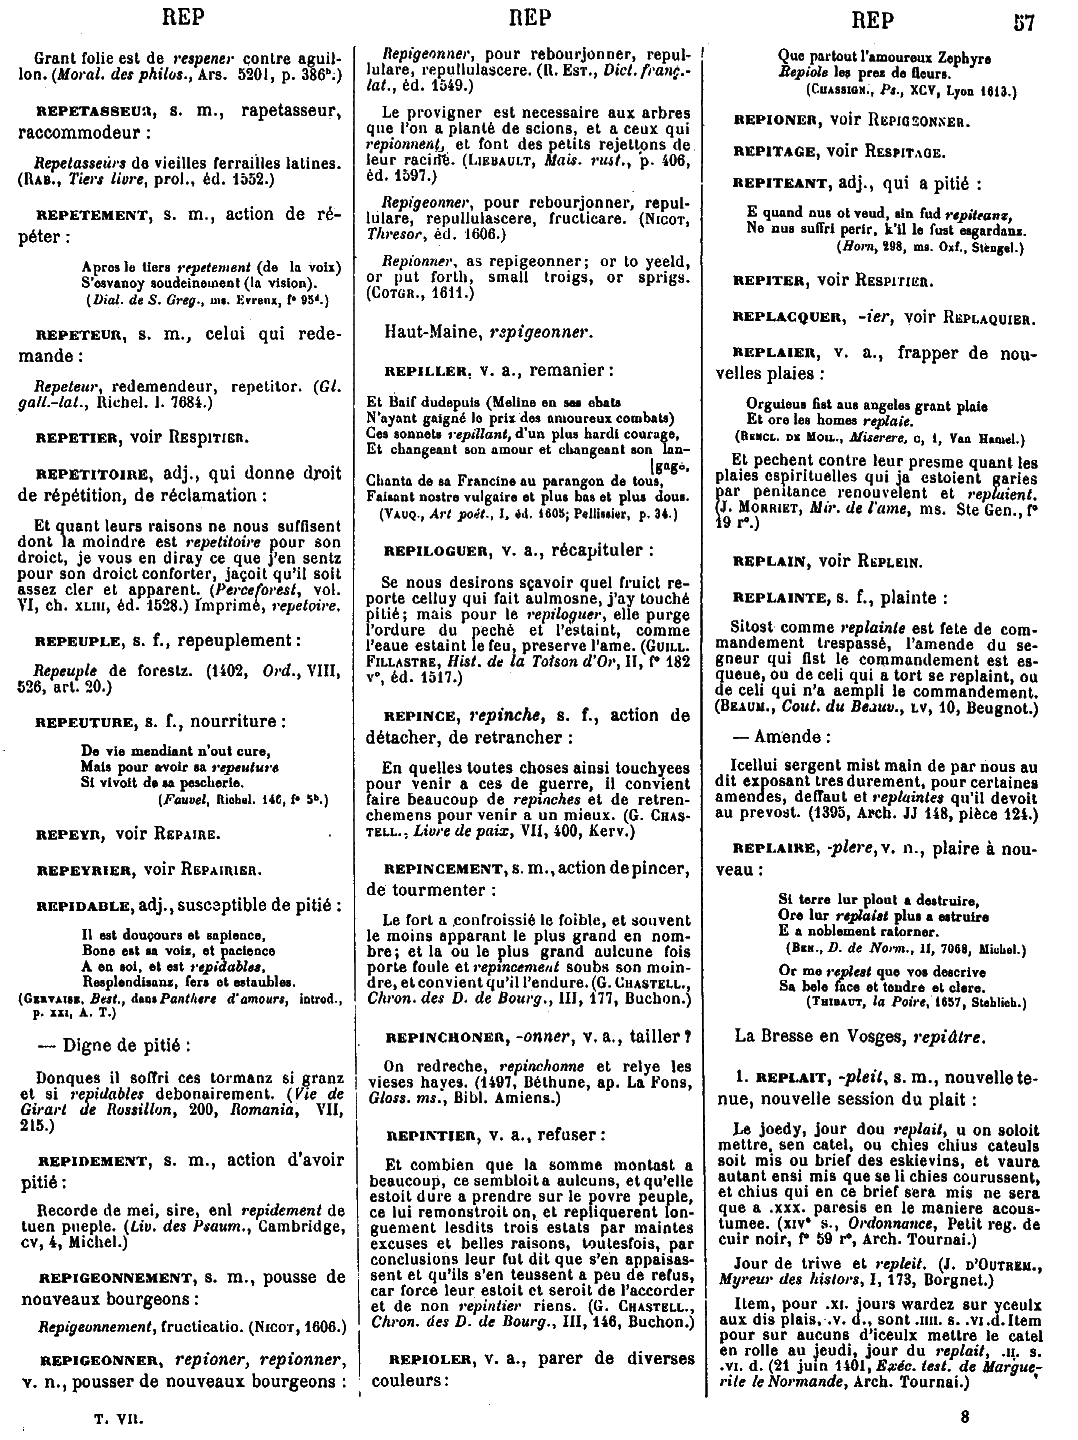 REP
REP
REP 57
Grant folie est de respener contre aguil-
lon. (Moral. des philos., Ars. 5201, p. 386b.)
REPETASSEUR, s. m., rapetasseur,
raccommodeur :
Repetasseurs de vieilles ferrailles latines.
(RAB., Tiers livre, prol., éd. 1552.)
REPETEMENT, s. m., action de ré-
péter :
Apres le tiers repetement (de la voix)
S'esvanoy soudeinement (la vision).
(Dial. de S. Greg., ms. Evreux, f° 95d.)
REPETEUR, s. m., celui qui rede-
mande :
Repeteur, redemendeur, repetitor. (Gl.
gall.-lat., Richel. l. 7684.)
REPETIER, voir RESPITIER.
REPETITOIRE, adj., qui donne droit
de répétition, de réclamation :
Et quant leurs raisons ne nous suffisent
dont la moindre est repetitoire pour son
droict, je vous en diray ce que j'en sentz
pour son droict conforter, jaçoit qu'il soit
assez cler et apparent. (Perceforest, vol.
VI, ch. XLIII, éd. 1528.) Imprimé, repetoire.
REPEUPLE, s. f., repeuplement :
Repeuple de forestz. (1402, Ord., VIII,
526, art. 20.)
REPEUTURE, s. f., nourriture :
De vie mendiant n'out cure,
Mais pour avoir sa repeuture
Si vivoit de sa pescherie.
(Fauvel, Richel. 146, f° 5b.)
REPEYR, voir REPAIRE.
REPEYRIER, voir REPAIRIER.
REPIDABLE, adj., susceptible de pitié :
Il est douçours et sapience,
Bone est sa voiz, et pacience
A en soi, et est repidables,
Resplendisanz, fers et estaubles.
(GERVAISE, Best., dans Panthere d'amours, introd.,
p. XXI, A. T.)
— Digne de pitié :
Donques il soffri ces tormanz si granz
et si repidables debonairement. (Vie de
Girart de Rossillon, 200, Romania, VII,
215.)
REPIDEMENT, s. m., action d'avoir
pitié :
Recorde de mei, sire, enl repidement de
tuen pueple. (Liv. des Psaum., Cambridge,
CV, 4, Michel.)
REPIGEONNEMENT, s. m., pousse de
nouveaux bourgeons :
Repigeonnement, fructicatio. (NICOT, 1606.)
REPIGEONNER, repioner, repionner,
v. n., pousser de nouveaux bourgeons :
T. VII.
Repigeonner, pour rebourjonner, repul-
lulare, repullulascere. (R. EST., Dict. franç.-
lat., éd. 1549.)
Le provigner est necessaire aux arbres
que l'on a planté de scions, et a ceux qui
repionnent, et font des petits rejettons de
leur racine. (LIEBAULT, Mais. rust., p. 406,
éd. 1597.)
Repigeonner, pour rebourjonner, repul-
lulare, repullulascere, fructicare. (NICOT,
Thresor, éd. 1606.)
Repionner, as repigeonner; or to yeeld,
or put forth, small troigs, or sprigs.
(COTGR., 1611.)
Haut-Maine, rspigeonner.
REPILLER, v. a., remanier :
Et Baif dudepuis (Meline en ses ebats
N'ayant gaigné le prix des amoureux combats)
Ces sonnets repillant, d'un plus hardi courage,
Et changeant son amour et changeant son lan-
[gage,
Chanta de sa Francine au parangon de tous,
Faisant nostre vulgaire et plus bas et plus dous.
(VAUQ., Art poét., I, éd. 1605; Pellissier, p. 34.)
REPILOGUER, v. a., récapituler :
Se nous desirons sçavoir quel fruict re-
porte celluy qui fait aulmosne, j'ay touché
pitié; mais pour le repiloguer, elle purge
l'ordure du peché et l'estaint, comme
l'eaue estaint le feu, preserve l'ame. (GUILL.
FILLASTRE, Hist. de la Toison d'Or, II, f° 182
v°, éd. 1517.)
REPINCE, repinche, s. f., action de
détacher, de retrancher :
En quelles toutes choses ainsi touchyees
pour venir a ces de guerre, il convient
faire beaucoup de repinches et de retren-
chemens pour venir a un mieux. (G. CHAS-
TELL., Livre de paix, VII, 400, Kerv.)
REPINCEMENT, s. m., action de pincer,
de tourmenter :
Le fort a confroissié le foible, et souvent
le moins apparant le plus grand en nom-
bre; et la ou le plus grand aulcune fois
porte foule et repincement soubs son moin-
dre, et convient qu'il l'endure. (G. CHASTELL.,
Chron. des D. de Bourg., III, 177, Buchon.)
REPINCHONER, -onner, v. a., tailler ?
On redreche, repinchonne et relye les
vieses hayes. (1497, Béthune, ap. La Fons,
Gloss. ms., Bibl. Amiens.)
REPINTIER, v. a., refuser :
Et combien que la somme montast a
beaucoup, ce sembloit a aulcuns, et qu'elle
estoit dure a prendre sur le povre peuple,
ce lui remonstroit on, et repliquerent lon-
guement lesdits trois estats par maintes
excuses et belles raisons, toutesfois, par
conclusions leur fut dit que s'en appaisas-
sent et qu'ils s'en teussent a peu de refus,
car force leur estoit et seroit de l'accorder
et de non repintier riens. (G. CHASTELL.,
Chron. des D. de Bourg., III, 146, Buchon.)
REPIOLER, v. a., parer de diverses
couleurs :
Que partout l'amoureux Zephyre
Repiole les prez de fleurs.
(CHASSIGN., Ps., XCV, Lyon 1613.)
REPIONER, voir REPIGEONNER.
REPITAGE, voir RESPITAGE.
REPITEANT, adj., qui a pitié :
E quand nus ot veud, sin fud repiteanz,
Ne nus suffri perir, k'il le fust esgardanz.
(Horn, 298, ms. Oxf., Stengel.)
REPITER, voir RESPITIER.
REPLACQUER, -ier, voir REPLAQUIER.
REPLAIER, v. a., frapper de nou-
velles plaies :
Orguieus fist aus angeles grant plaie
Et ore les homes replaie.
(RENCL. DE MOIL., Miserere, c, 1, Van Hamel.)
Et pechent contre leur presme quant les
plaies espirituelles qui ja estoient garies
par penitance renouvelent et replaient.
(J. MORRIET, Mir. de l'ame, ms. Ste Gen., f°
19 r°.)
REPLAIN, voir REPLEIN.
REPLAINTE, s. f., plainte :
Sitost comme replainte est fete de com-
mandement trespassé, l'amende du se-
gneur qui fist le commandement est es-
queue, ou de celi qui a tort se replaint, ou
de celi qui n'a aempli le commandement.
(BEAUM., Cout. du Beauv., LV, 10, Beugnot.)
— Amende :
Icellui sergent mist main de par nous au
dit exposant tres durement, pour certaines
amendes, deffaut et replaintes qu'il devoit
au prevost. (1395, Arch. JJ 148, pièce 124.)
REPLAIRE, -plere, v. n., plaire à nou-
veau :
Si terre lur plout a destruire,
Ore lur replaist plus a estruire
E a noblement ratorner.
(BEN., D. de Norm., II, 7068, Michel.)
Or me replest que vos descrive
Sa bele face et tendre et clere.
(THIBAUT, la Poire, 1657, Stehlich.)
La Bresse en Vosges, repiâtre.
1. REPLAIT, -pleit, s. m., nouvelle te-
nue, nouvelle session du plait :
Le joedy, jour dou replait, u on soloit
mettre, sen catel, ou chies chius cateuls
soit mis ou brief des eskievins, et vaura
autant ensi mis que se li chies courussent,
et chius qui en ce brief sera mis ne sera
que a .XXX. paresis en le maniere acous-
tumee. (XIVe s., Ordonnance, Petit reg. de
cuir noir, f° 59 r°, Arch. Tournai.)
Jour de triwe et repleit. (J. D'OUTREM.,
Myreur des histors, I, 173, Borgnet.)
Item, pour .XI. jours wardez sur yceulx
aux dis plais, .v. d., sont .IIII. s. .VI.d. Item
pour sur aucuns d'iceulx mettre le catel
en rolle au jeudi, jour du replait, .II. s.
.VI. d. (21 juin 1401, Exéc. test. de Margue-
rite le Normande, Arch. Tournai.)
8